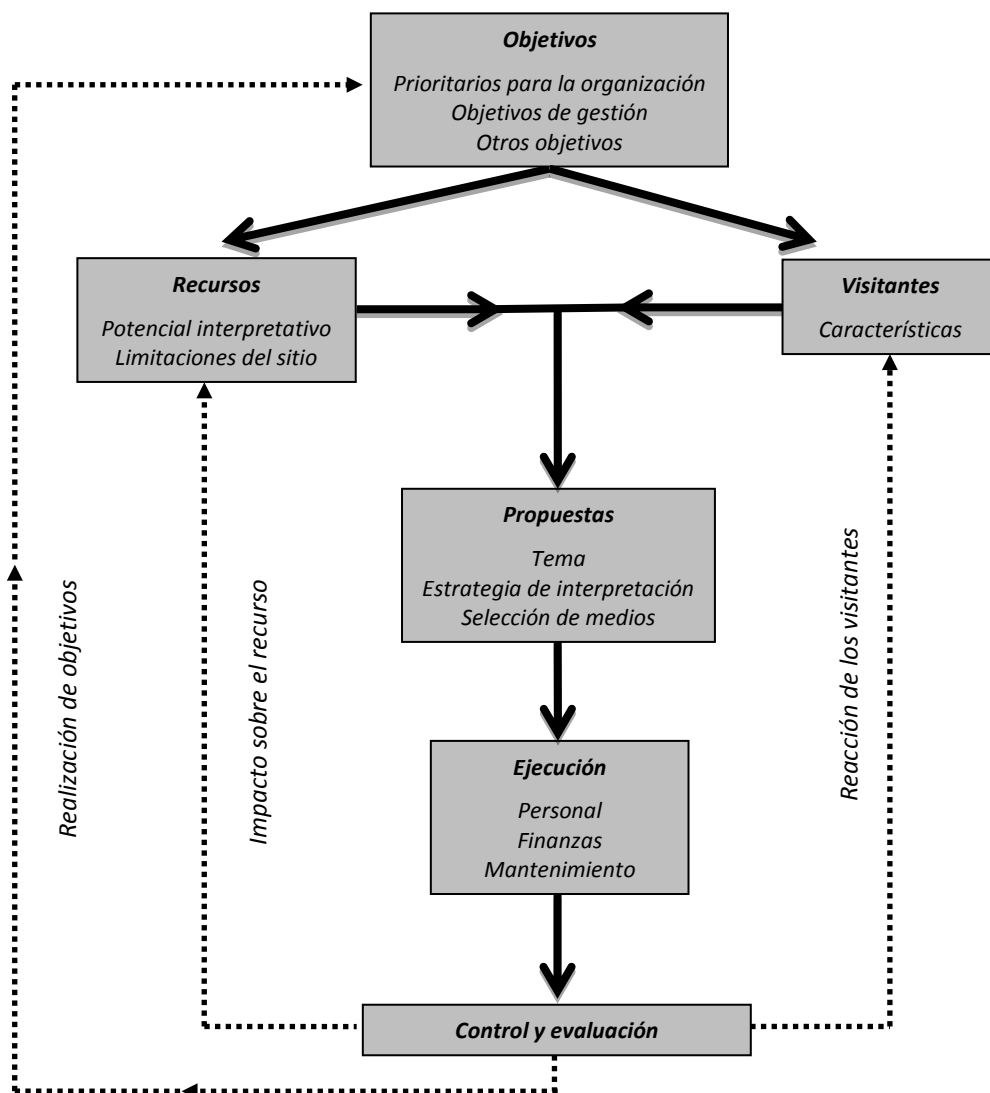 Objetivos
Prioritarios para la organización
Objetivos de gestión
Otros objetivos
Recursos
Potencial interpretativo
Limitaciones del sitio
Visitantes
Características
Propuestas
Tema
Estrategia de interpretación
Selección de medios
Ejecución
Personal
Finanzas
Mantenimiento
Control y evaluación
Realización de objetivos
Impacto sobre el recurso
Reacción de los visitantes